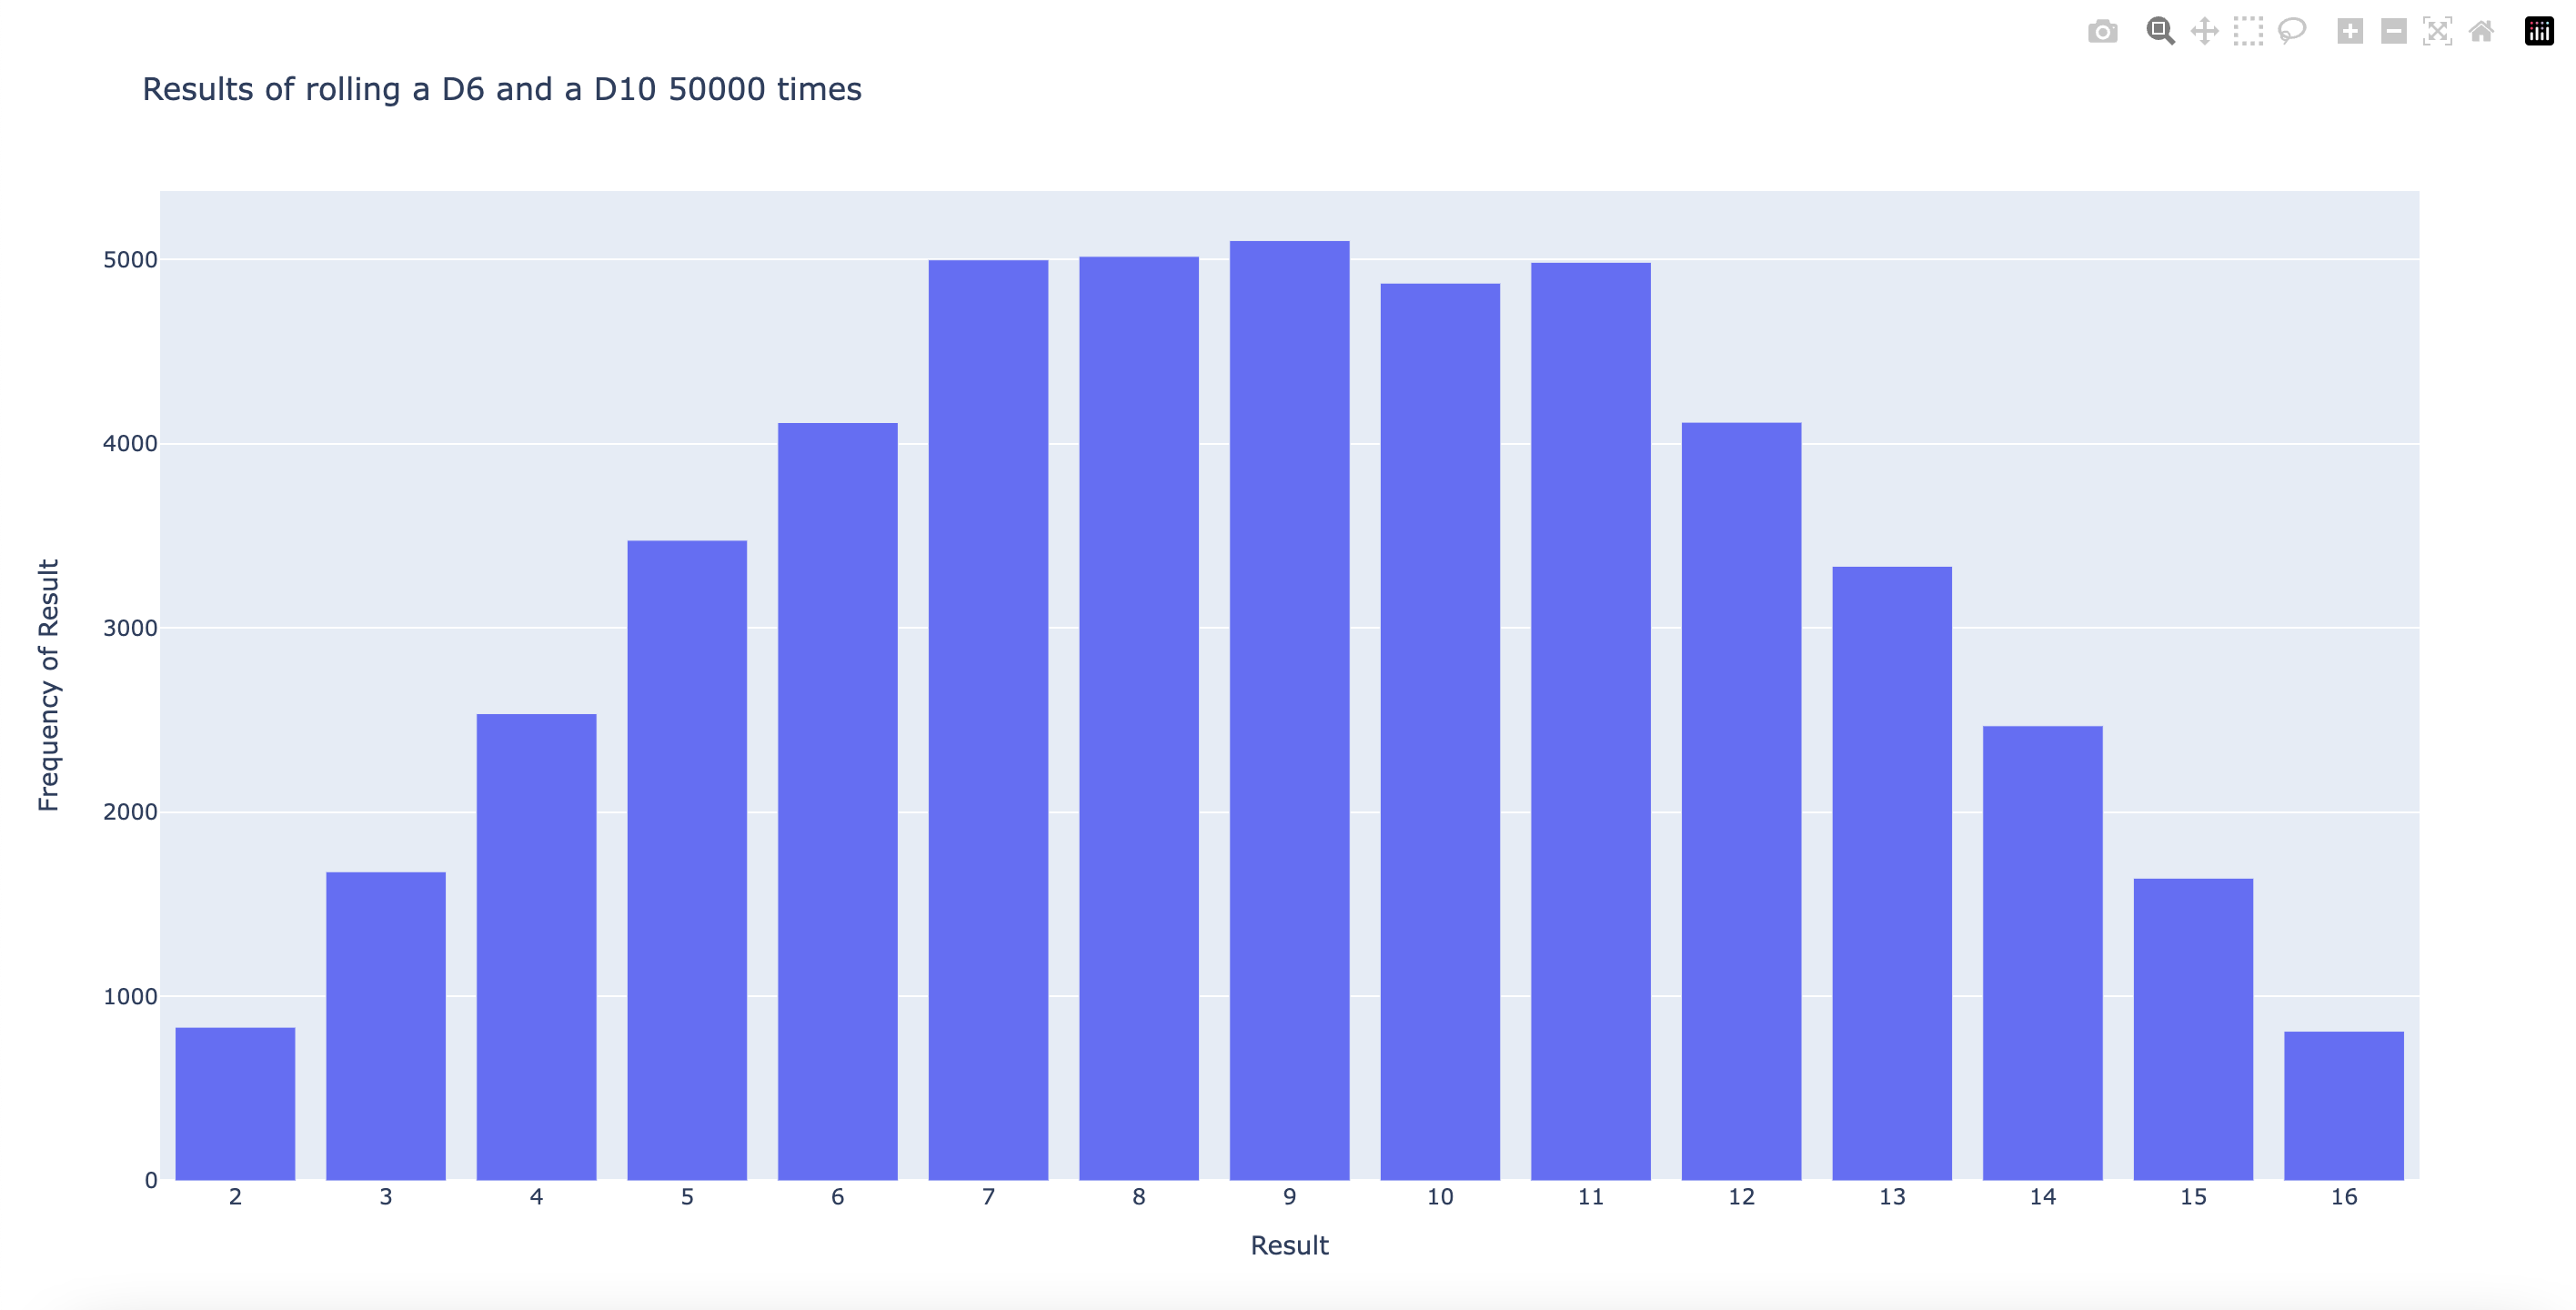 Results of rolling a D6 and a D10 50000 times
Frequency of Result
5000
4000
3000
2000
1000
0
2 3 4 5 6 7 8 9 10 11 12 13 14 15 16
Result